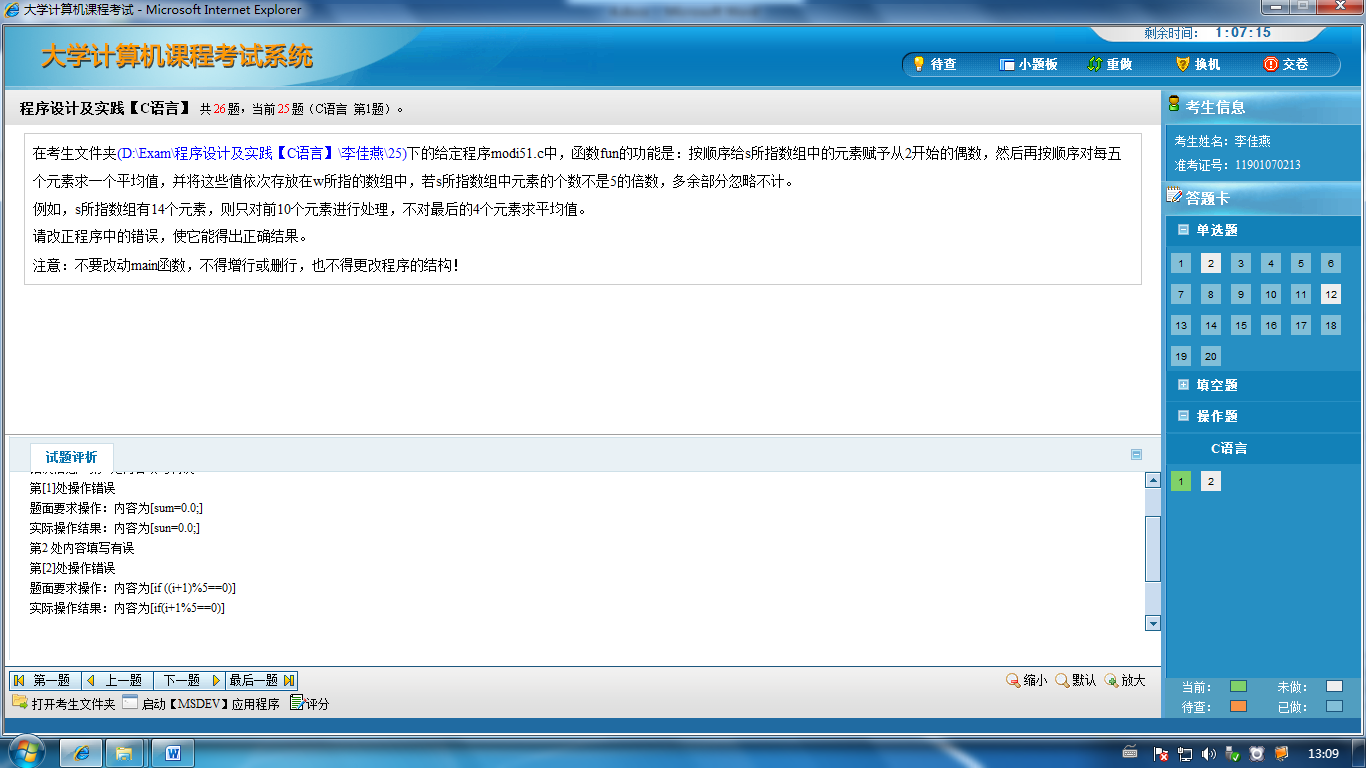 大学计算机课程考试 - Microsoft Internet Explorer
大学计算机课程考试系统
剩余时间： 1:07:15
待查 小题板 重做 换机 交卷
程序设计及实践【C语言】 共26题，当前25题（C语言 第1题）。
在考生文件夹(D:\Exam\程序设计及实践【C语言】\李佳燕\25)下的给定程序modi51.c中，函数fun的功能是：按顺序给s所指数组中的元素赋予从2开始的偶数，然后再按顺序对每五
个元素求一个平均值，并将这些值依次存放在w所指的数组中，若s所指数组中元素的个数不是5的倍数，多余部分忽略不计。
例如，s所指数组有14个元素，则只对前10个元素进行处理，不对最后的4个元素求平均值。
请改正程序中的错误，使它能得出正确结果。
注意：不要改动main函数，不得增行或删行，也不得更改程序的结构！
试题评析
第[1]处操作错误
题面要求操作：内容为[sum=0.0;]
实际操作结果：内容为[sun=0.0;]
第2 处内容填写有误
第[2]处操作错误
题面要求操作：内容为[if ((i+1)%5==0)]
实际操作结果：内容为[if(i+1%5==0)]
第一题 上一题 下一题 最后一题
缩小 默认 放大
打开考生文件夹 启动【MSDEV】应用程序 评分
考生信息
考生姓名：李佳燕
准考证号：11901070213
答题卡
单选题
1 2 3 4 5 6
7 8 9 10 11 12
13 14 15 16 17 18
19 20
填空题
操作题
C语言
1 2
当前： 未做：
待查： 已做：
13:09